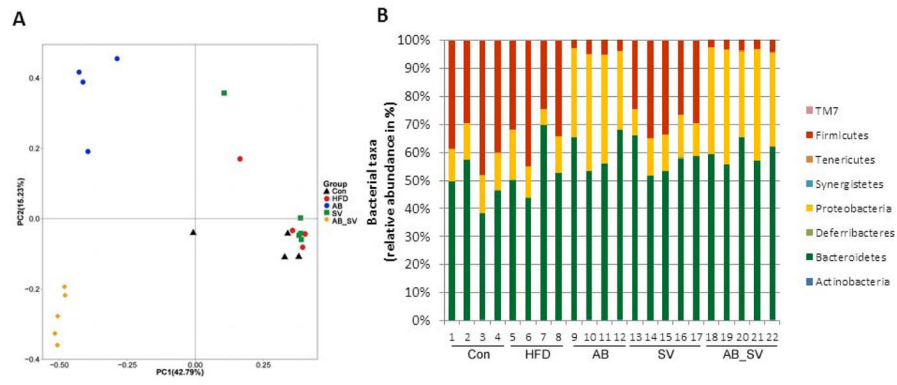 A
0.4
0.2
0.0
−0.2
−0.4
−0.50
−0.25
0.00
0.25
PC2(15.23%)
PC1(42.79%)
Group
Con
HFD
AB
SV
AB_SV
B
Bacterial taxa
(relative abundance in %)
100%
90%
80%
70%
60%
50%
40%
30%
20%
10%
0%
1 2 3 4 5 6 7 8 9 10 11 12 13 14 15 16 17 18 19 20 21 22
Con HFD AB SV AB_SV
TM7
Firmicutes
Tenericutes
Synergistetes
Proteobacteria
Deferribacteres
Bacteroidetes
Actinobacteria